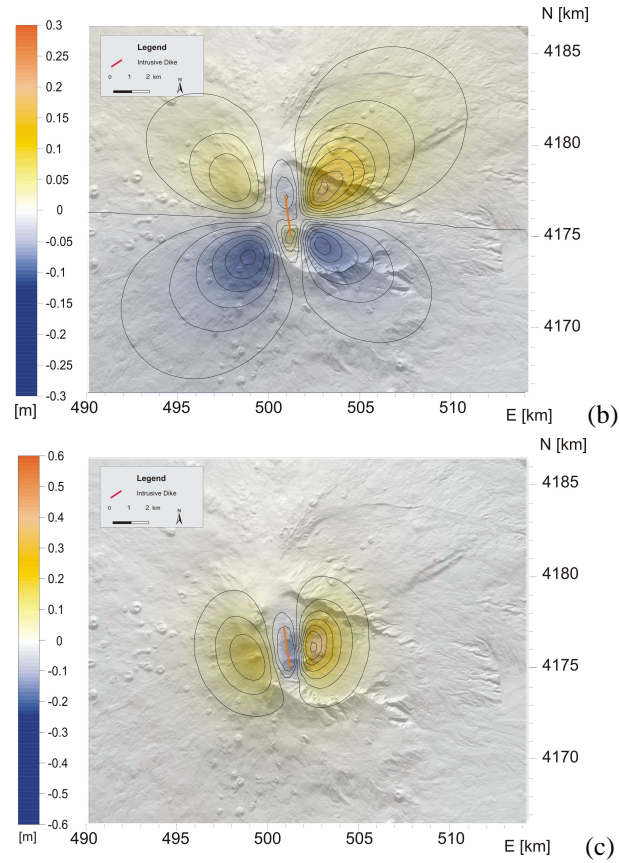 N [km]
0.3
0.25
0.2
0.15
0.1
0.05
0
-0.05
-0.1
-0.15
-0.2
-0.25
-0.3
[m]
Legend
Intrusive Dike
0 1 2 km
N
4185
4180
4175
4170
490 495 500 505 510 E [km]
(b)
N [km]
0.6
0.5
0.4
0.3
0.2
0.1
0
-0.1
-0.2
-0.3
-0.4
-0.5
-0.6
[m]
Legend
Intrusive Dike
0 1 2 km
N
4185
4180
4175
4170
490 495 500 505 510 E [km]
(c)